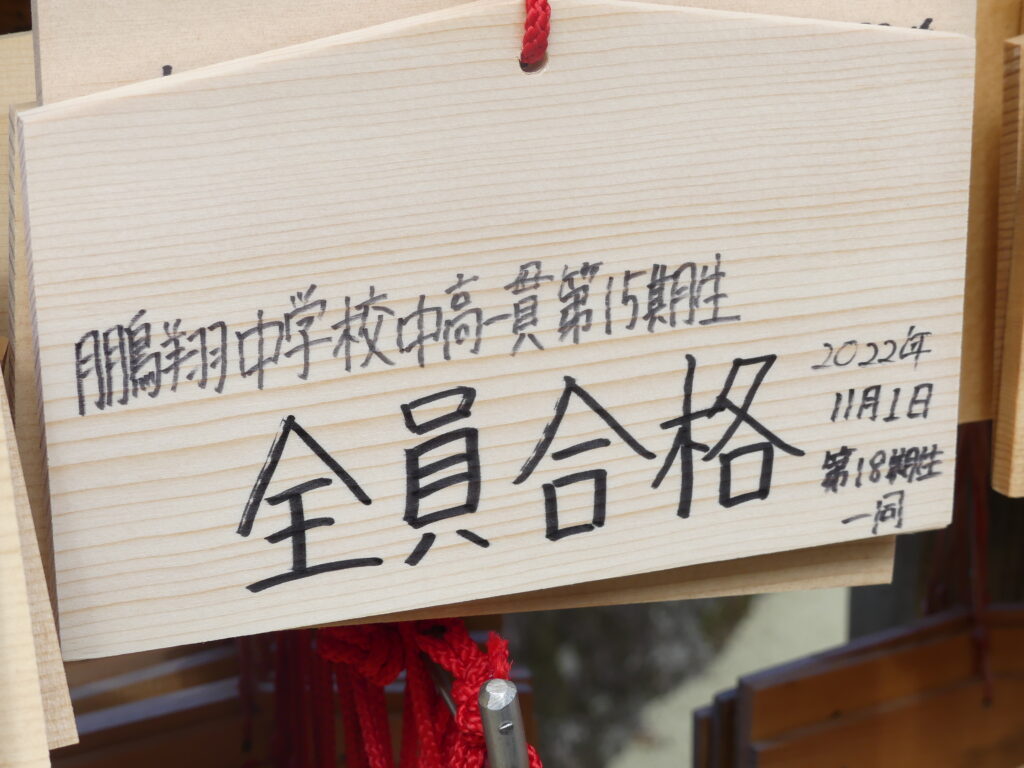 鵬翔中学校中高一貫第15期生
全員合格
2022年
11月1日
第18期生
一同